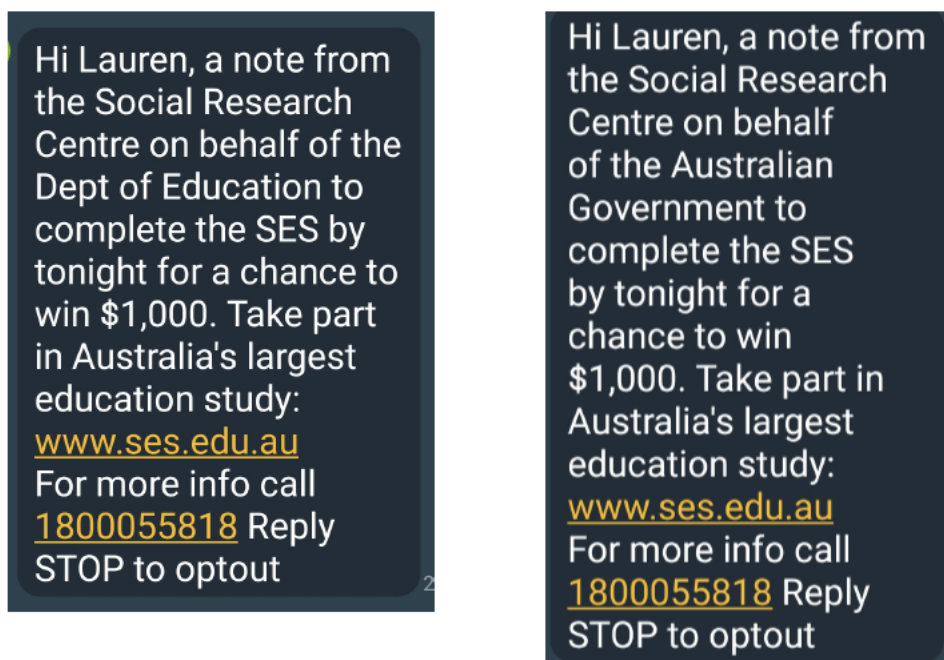 Hi Lauren, a note from
the Social Research
Centre on behalf of the
Dept of Education to
complete the SES by
tonight for a chance to
win $1,000. Take part
in Australia's largest
education study:
www.ses.edu.au
For more info call
1800055818 Reply
STOP to optout
2
Hi Lauren, a note from
the Social Research
Centre on behalf
of the Australian
Government to
complete the SES
by tonight for a
chance to win
$1,000. Take part in
Australia's largest
education study:
www.ses.edu.au
For more info call
1800055818 Reply
STOP to optout